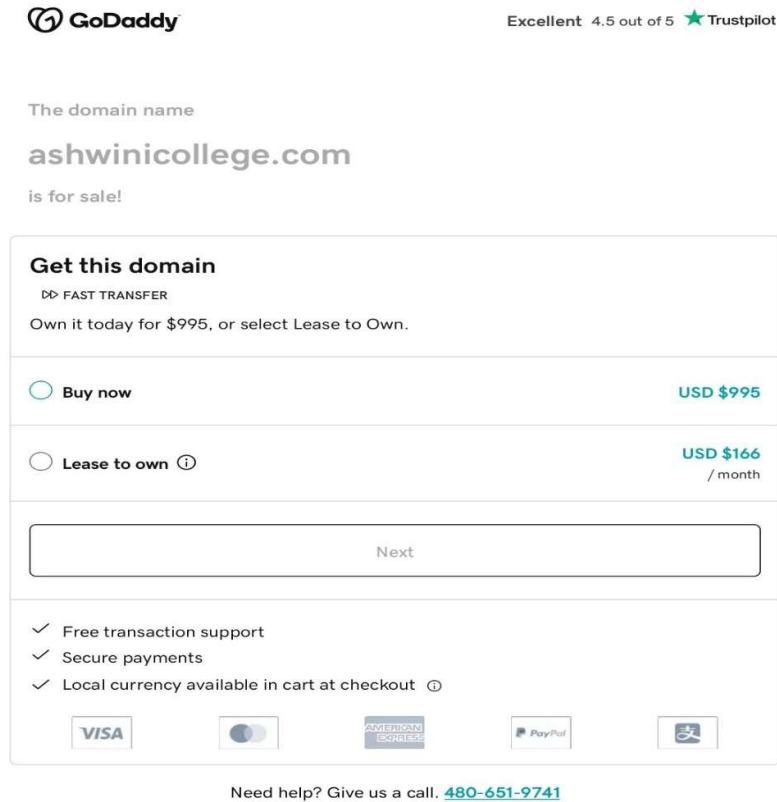 GoDaddy
Excellent 4.5 out of 5 Trustpilot
The domain name
ashwinicollege.com
is for sale!
Get this domain
FAST TRANSFER
Own it today for $995, or select Lease to Own.
Buy now USD $995
Lease to own USD $166
/ month
Next
Free transaction support
Secure payments
Local currency available in cart at checkout
VISA AMERICAN EXPRESS PayPal 支
Need help? Give us a call. 480-651-9741